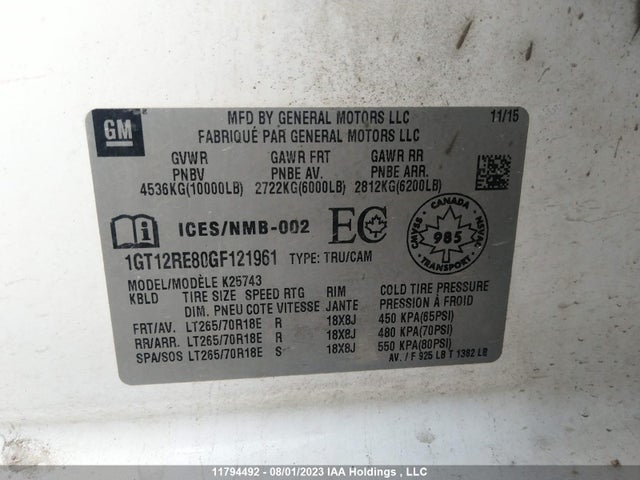 GM
MFD BY GENERAL MOTORS LLC 11/15
FABRIQUÉ PAR GENERAL MOTORS LLC
GVWR GAWR FRT GAWR RR
PNBV PNBE AV. PNBE ARR.
4536KG(10000LB) 2722KG(6000LB) 2812KG(6200LB)
ICES/NMB-002 EC
CANADA
CMVSS 985 NSVAC
TRANSPORT
1GT12RE80GF121961 TYPE: TRU/CAM
MODEL/MODÈLE K25743
KBLD TIRE SIZE SPEED RTG RIM COLD TIRE PRESSURE
DIM. PNEU COTE VITESSE JANTE PRESSION À FROID
FRT/AV. LT265/70R18E R 18X8J 450 KPA(65PSI)
RR/ARR. LT265/70R18E R 18X8J 480 KPA(70PSI)
SPA/SOS LT265/70R18E S 18X8J 550 KPA(80PSI)
AV. / F 925 LB T 1382 LB
11794492 - 08/01/2023 IAA Holdings , LLC